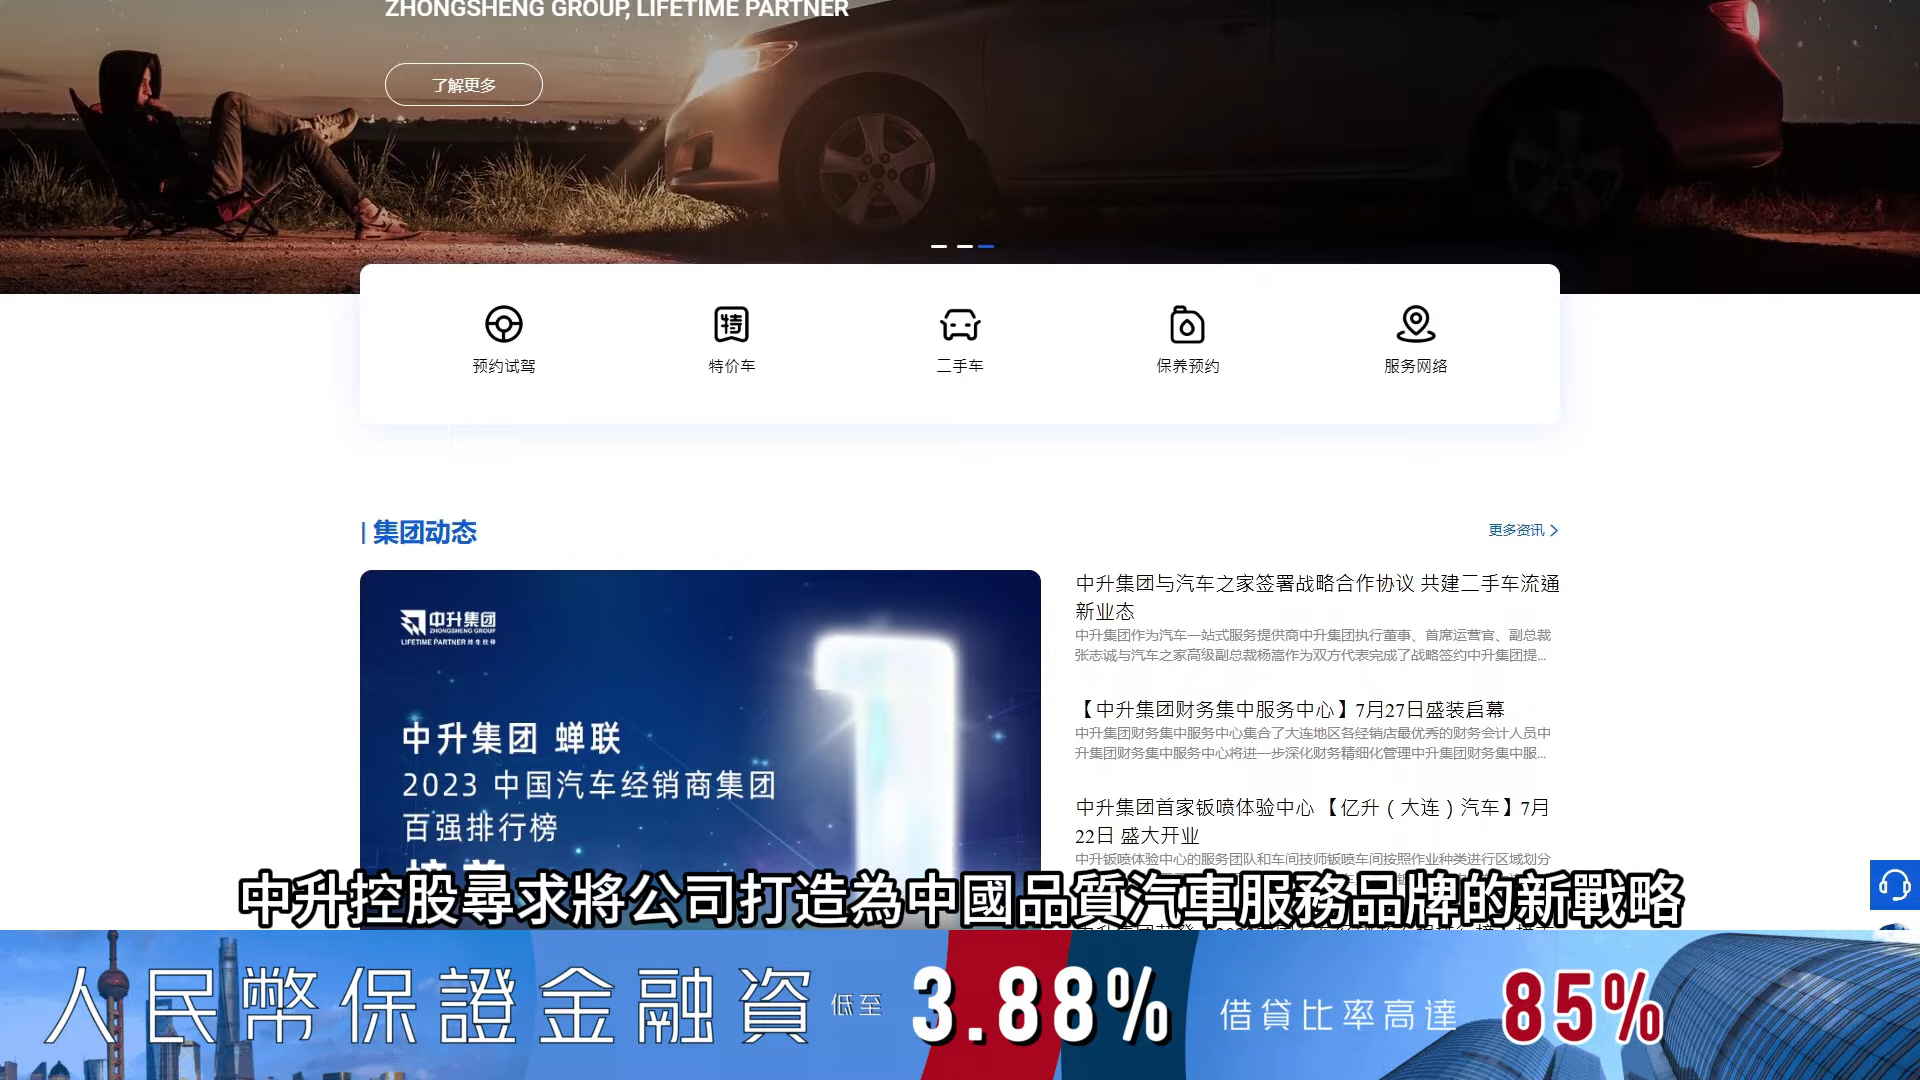 ZHONGSHENG GROUP, LIFETIME PARTNER
了解更多
特
预约试驾
特价车
二手车
保养预约
服务网络
集团动态
更多资讯
中升集团
ZHONGSHENG GROUP
LIFETIME PARTNER 终生伙伴
中升集团 蝉联
2023 中国汽车经销商集团
百强排行榜
1
中升集团与汽车之家签署战略合作协议 共建二手车流通
新业态
中升集团作为汽车一站式服务提供商中升集团执行董事、首席运营官、副总裁
张志诚与汽车之家高级副总裁杨嵩作为双方代表完成了战略签约中升集团提...
【中升集团财务集中服务中心】7月27日盛装启幕
中升集团财务集中服务中心集合了大连地区各经销店最优秀的财务会计人员中
升集团财务集中服务中心将进一步深化财务精细化管理中升集团财务集中服...
中升集团首家钣喷体验中心 【亿升（大连）汽车】7月
22日 盛大开业
中升钣喷体验中心的服务团队和车间技师钣喷车间按照作业种类进行区域划分
中升控股尋求將公司打造為中國品質汽車服務品牌的新戰略
人民幣保證金融資 低至 3.88% 借貸比率高達 85%